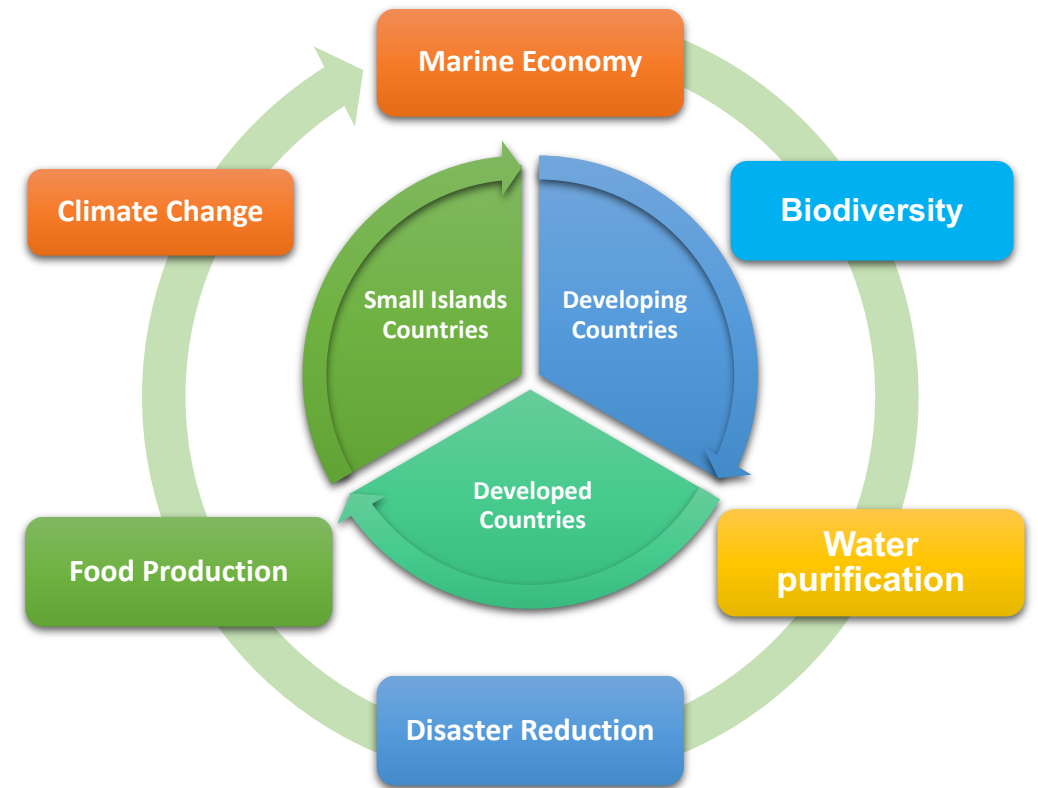 Marine Economy
Climate Change
Biodiversity
Small Islands
Countries
Developing
Countries
Developed
Countries
Food Production
Water
purification
Disaster Reduction